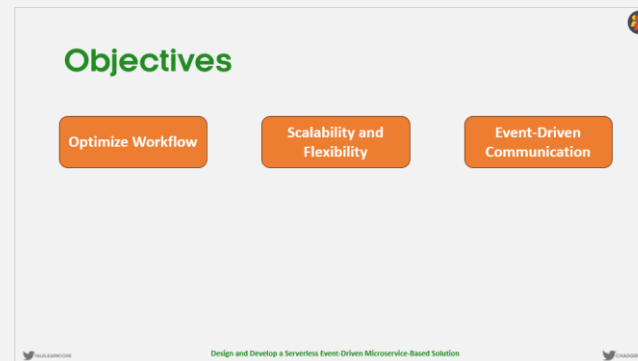 Objectives
Optimize Workflow
Scalability and
Flexibility
Event-Driven
Communication
Design and Develop a Serverless Event-Driven Microservice-Based Solution